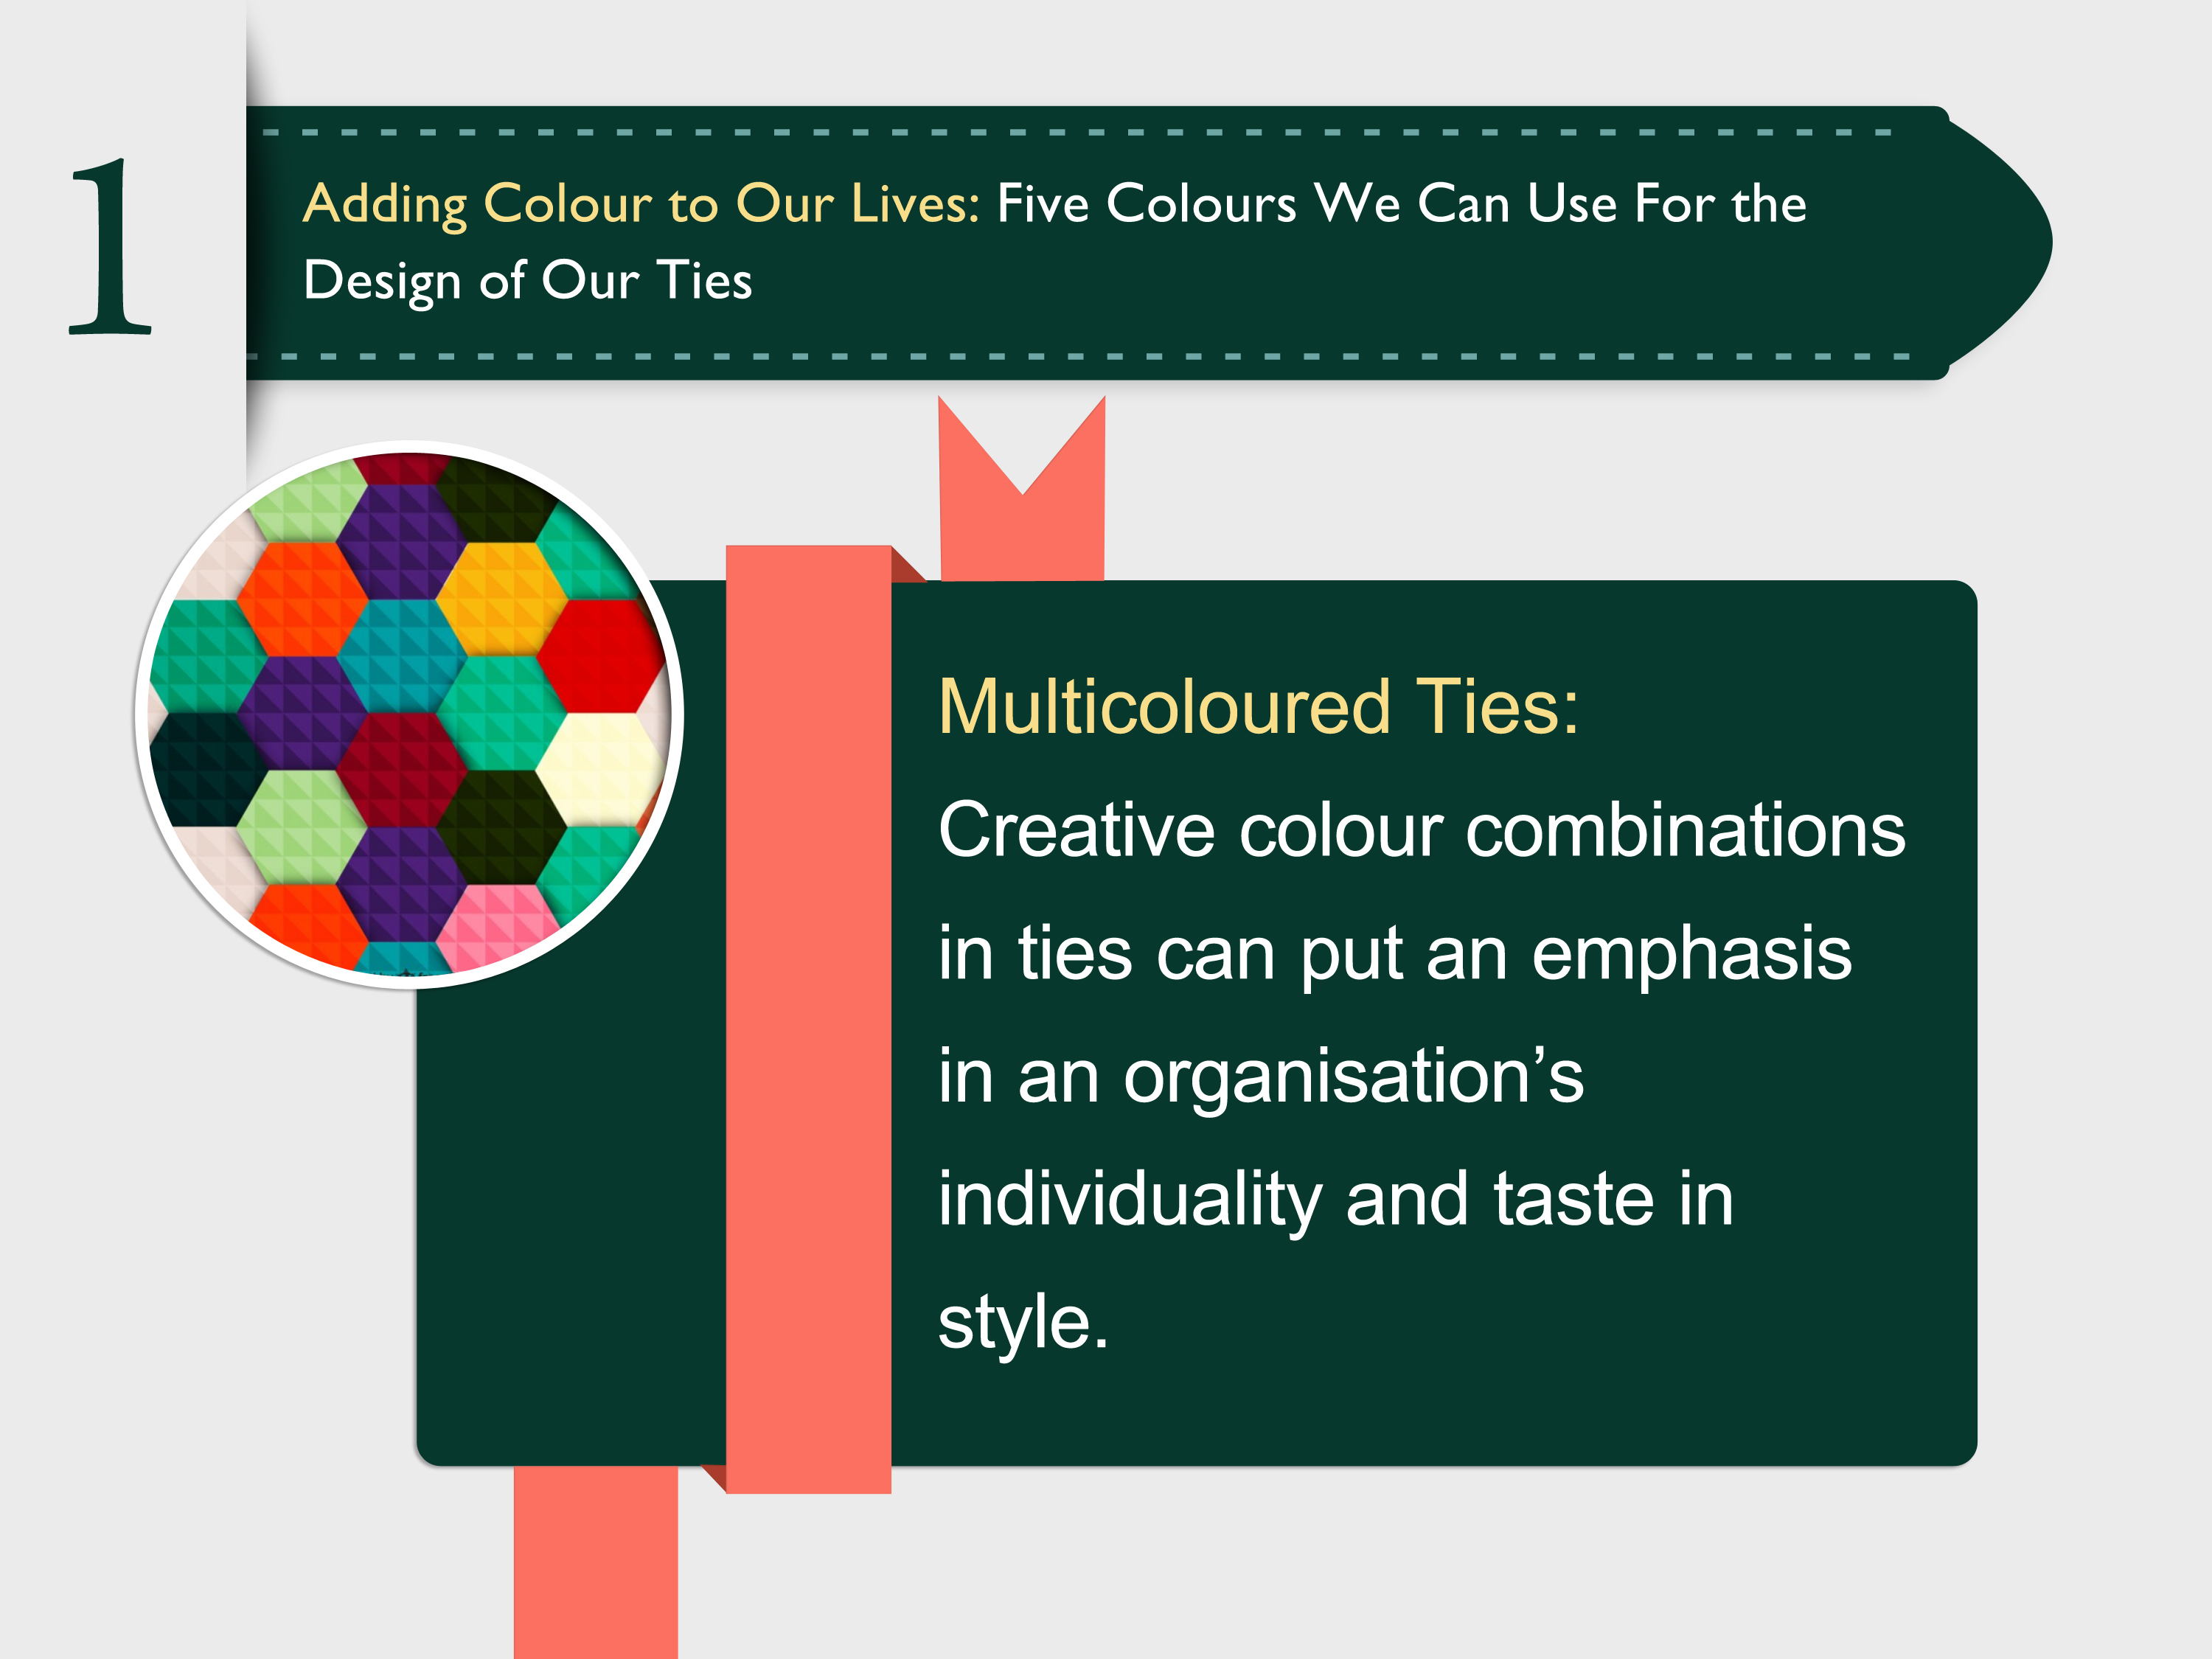 1
Adding Colour to Our Lives: Five Colours We Can Use For the
Design of Our Ties
Multicoloured Ties:
Creative colour combinations
in ties can put an emphasis
in an organisation’s
individuality and taste in
style.